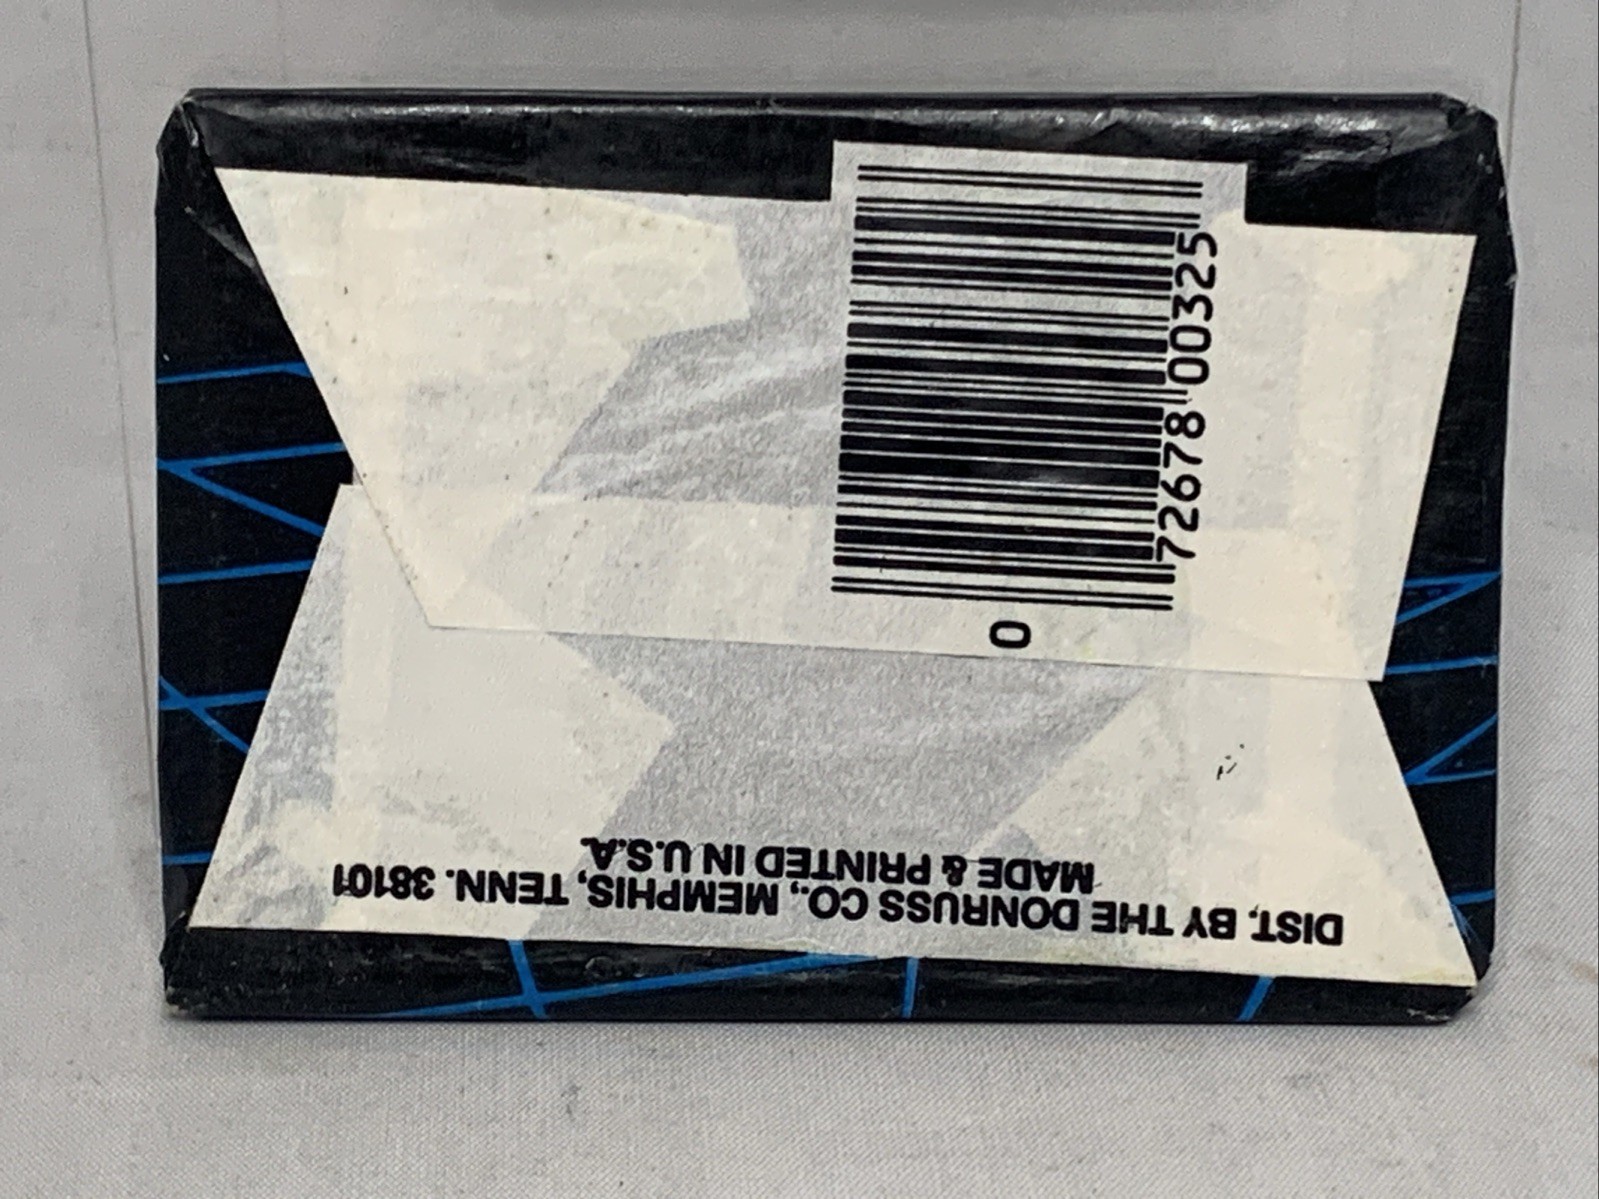 0
72678 00325
DIST. BY THE DONRUSS CO., MEMPHIS, TENN. 38101
MADE & PRINTED IN U.S.A.